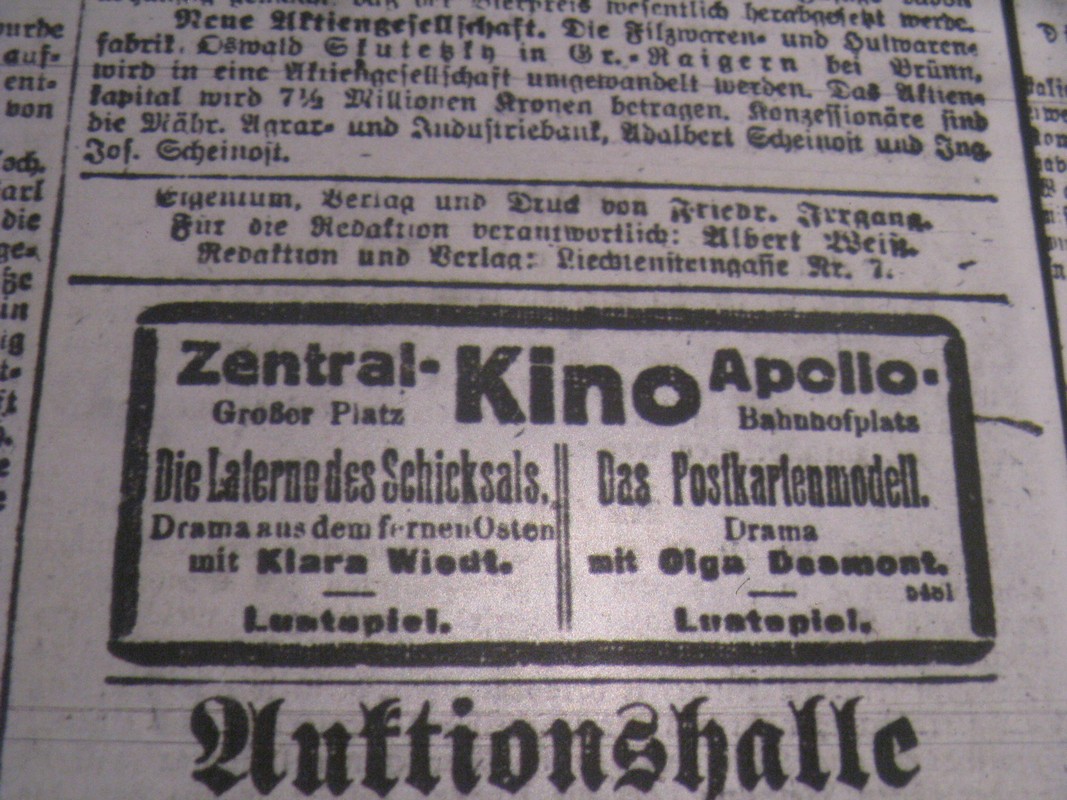 wesentlich herabgesetzt werde.
Neue Aktiengesellschaft. Die Filzwaren- und Hutwaren-
fabrik Oswald Skutetzky in Gr.-Raigern bei Brünn,
wird in eine Aktiengesellschaft umgewandelt werden. Das Aktien-
kapital wird 7½ Millionen Kronen betragen. Konzessionäre sind
die Mähr. Agrar- und Industriebank, Adalbert Scheinost und Ing.
Jos. Scheinost.
Eigentum, Verlag und Druck von Friedr. Irrgang.
Für die Redaktion verantwortlich: Albert Weiß.
Redaktion und Verlag: Liechtensteingasse Nr. 7.
Zentral- Kino Apollo-
Großer Platz Bahnhofplatz
Die Laterne des Schicksals.
Drama aus dem fernen Osten
mit Klara Wiedt.
Lustspiel.
Das Postkartenmodell.
Drama
mit Olga Desmont.
Lustspiel.
Auktionshalle